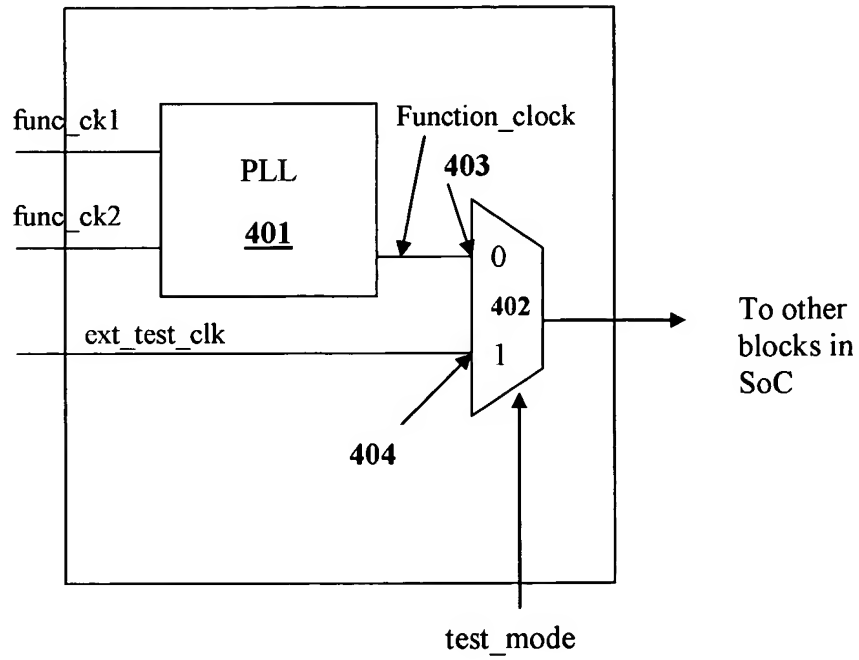 func_ck1
func_ck2
PLL
401
Function_clock
403
0
402
1
ext_test_clk
404
To other
blocks in
SoC
test_mode